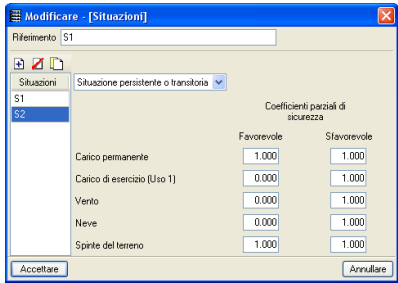 Modificare - [Situazioni]
Riferimento S1
Situazioni
S1
S2
Situazione persistente o transitoria
Coefficienti parziali di
sicurezza
Favorevole Sfavorevole
Carico permanente 1.000 1.000
Carico di esercizio (Uso 1) 0.000 1.000
Vento 0.000 1.000
Neve 0.000 1.000
Spinte del terreno 1.000 1.000
Accettare Annullare